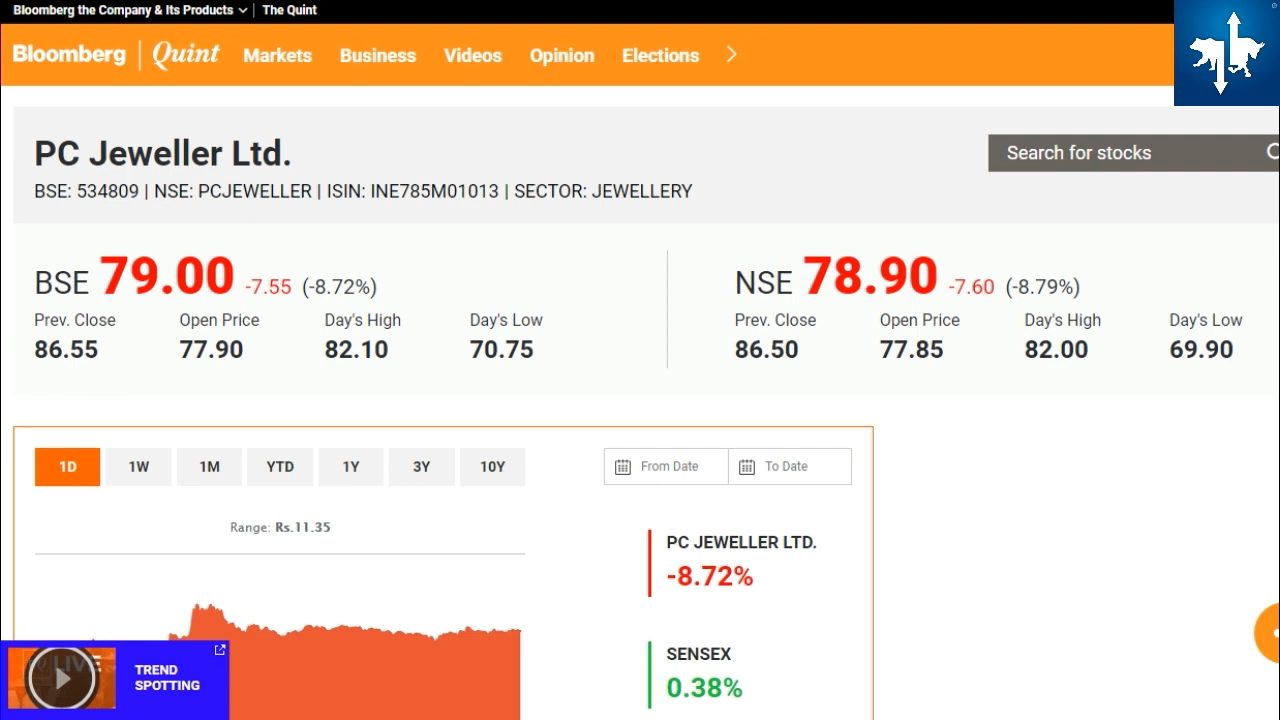 Bloomberg the Company & Its Products | The Quint
Bloomberg | Quint Markets Business Videos Opinion Elections
PC Jeweller Ltd.
Search for stocks
BSE: 534809 | NSE: PCJEWELLER | ISIN: INE785M01013 | SECTOR: JEWELLERY
BSE 79.00 -7.55 (-8.72%)
Prev. Close Open Price Day's High Day's Low
86.55 77.90 82.10 70.75
NSE 78.90 -7.60 (-8.79%)
Prev. Close Open Price Day's High Day's Low
86.50 77.85 82.00 69.90
1D 1W 1M YTD 1Y 3Y 10Y
From Date To Date
Range: Rs.11.35
PC JEWELLER LTD.
-8.72%
SENSEX
0.38%
LIVE
TREND
SPOTTING